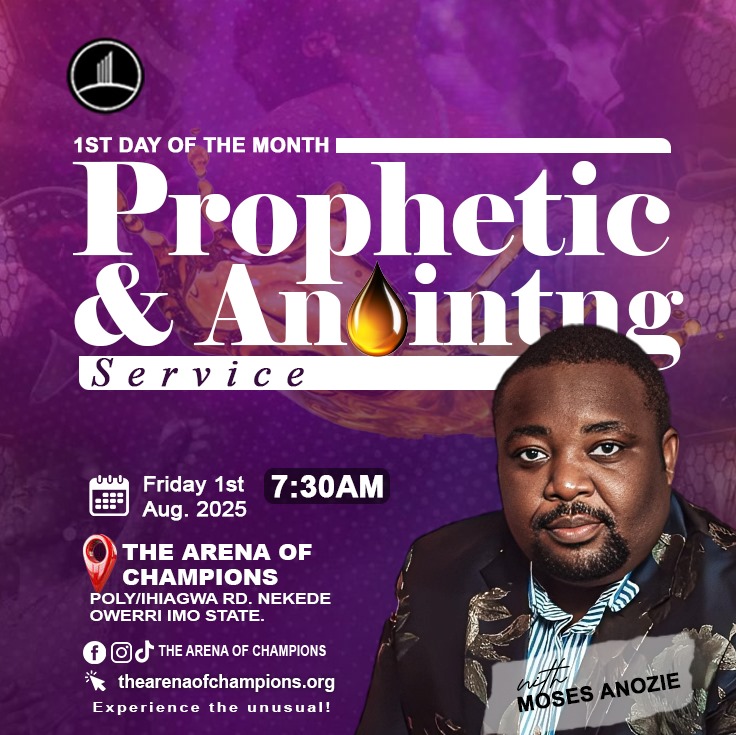 1ST DAY OF THE MONTH
Prophetic
& Anointng
Service
Friday 1st
Aug. 2025
7:30AM
THE ARENA OF
CHAMPIONS
POLY/IHIAGWA RD. NEKEDE
OWERRI IMO STATE.
THE ARENA OF CHAMPIONS
thearenaofchampions.org
Experience the unusual!
with
MOSES ANOZIE